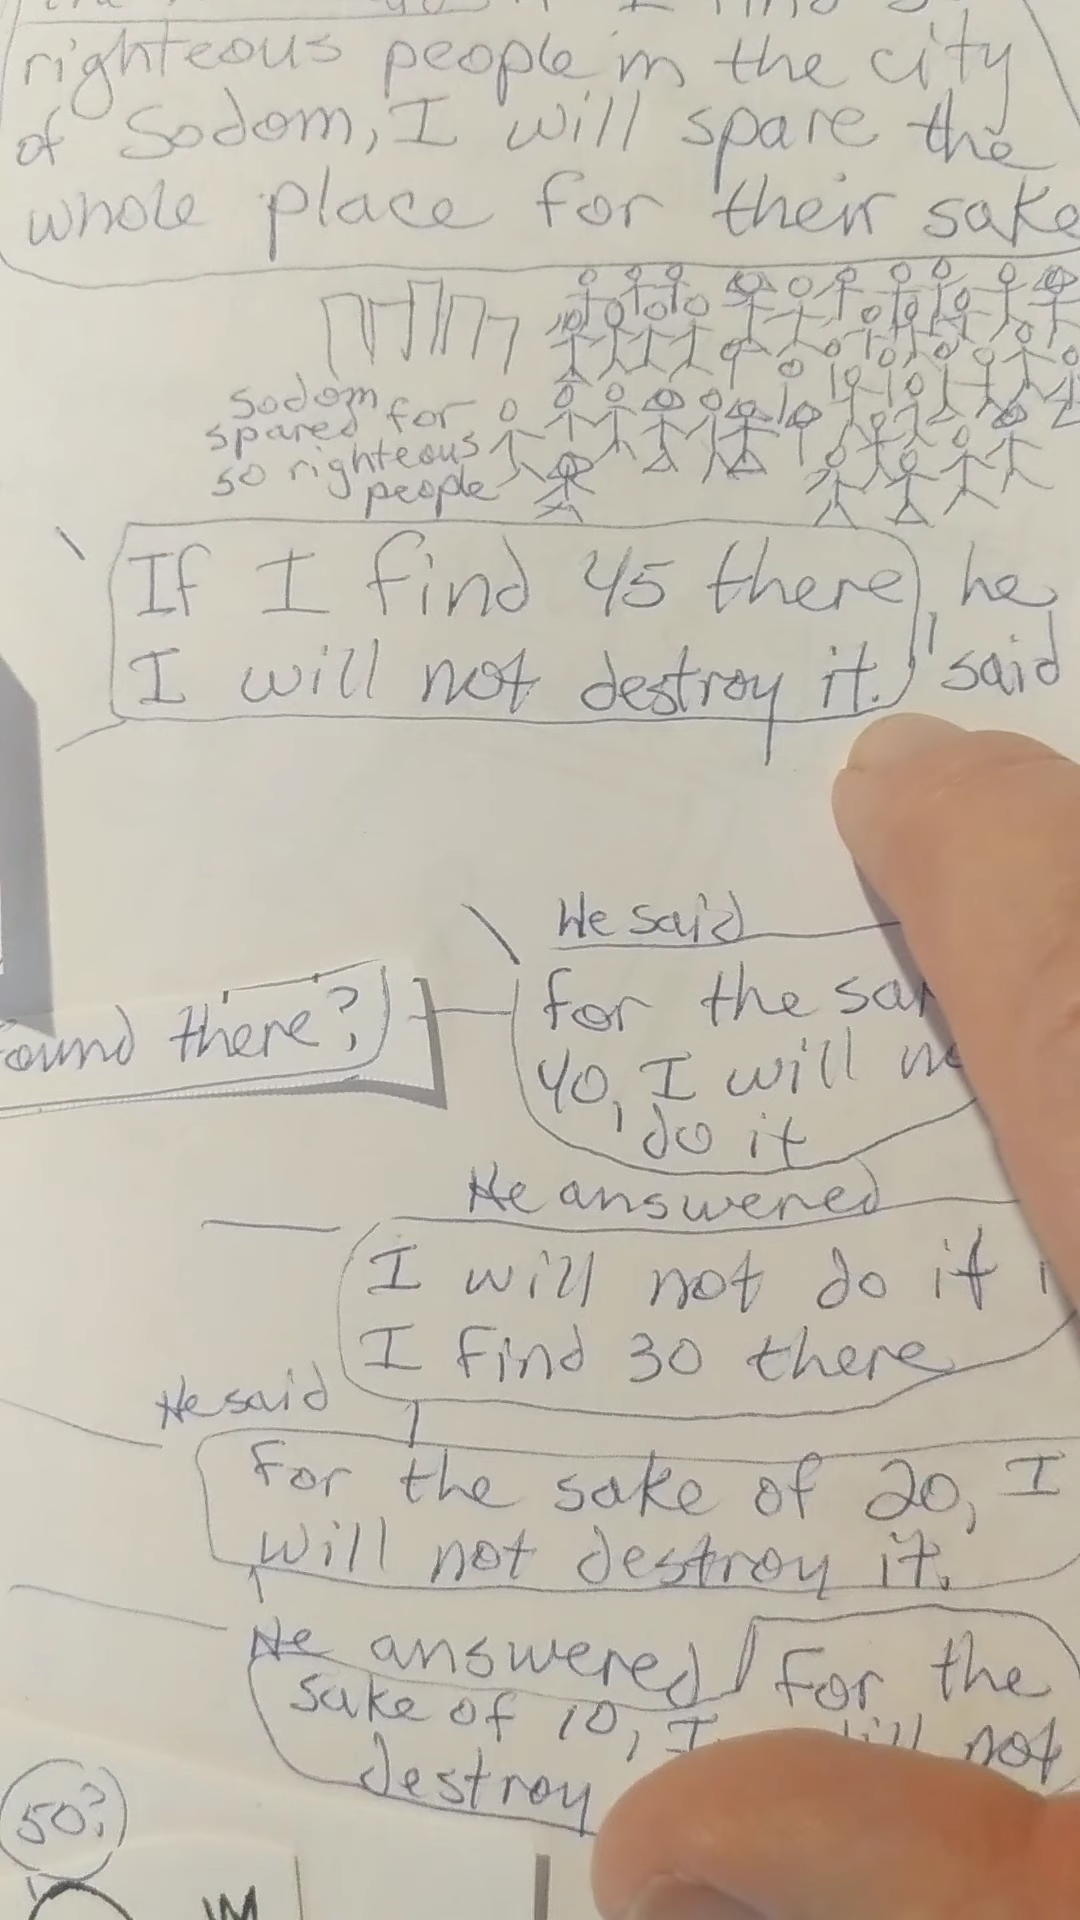 righteous people in the city
of Sodom, I will spare the
whole place for their sake
Sodom
spared for
50 righteous
people
If I find 45 there, he
I will not destroy it. said
He said
for the
40, I will
do it
ound there?
He answered
I will not do it
I find 30 there
He said
For the sake of 20, I
will not destroy it.
He answered For the
sake of 10, I will not
destroy
50?